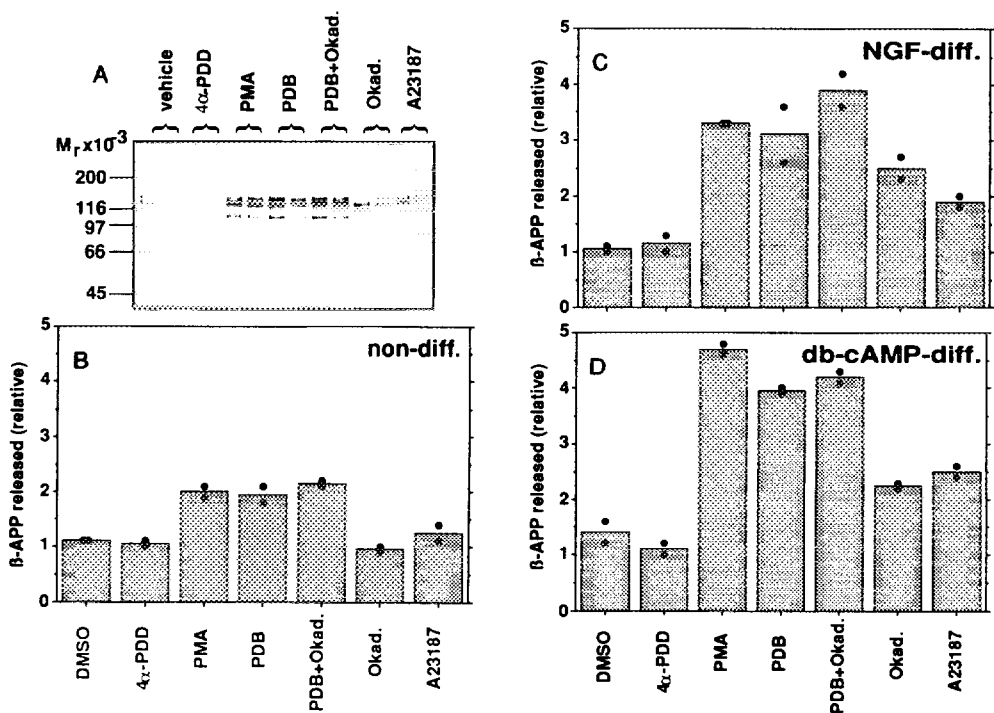 A
vehicle
4α-PDD
PMA
PDB
PDB+Okad.
Okad.
A23187
Mr x10-3
200
116
97
66
45
B
non-diff.
ß-APP released (relative)
5
4
3
2
1
0
DMSO
4α-PDD
PMA
PDB
PDB+Okad.
Okad.
A23187
C
NGF-diff.
ß-APP released (relative)
5
4
3
2
1
0
D
db-cAMP-diff.
ß-APP released (relative)
5
4
3
2
1
0
DMSO
4α-PDD
PMA
PDB
PDB+Okad.
Okad.
A23187